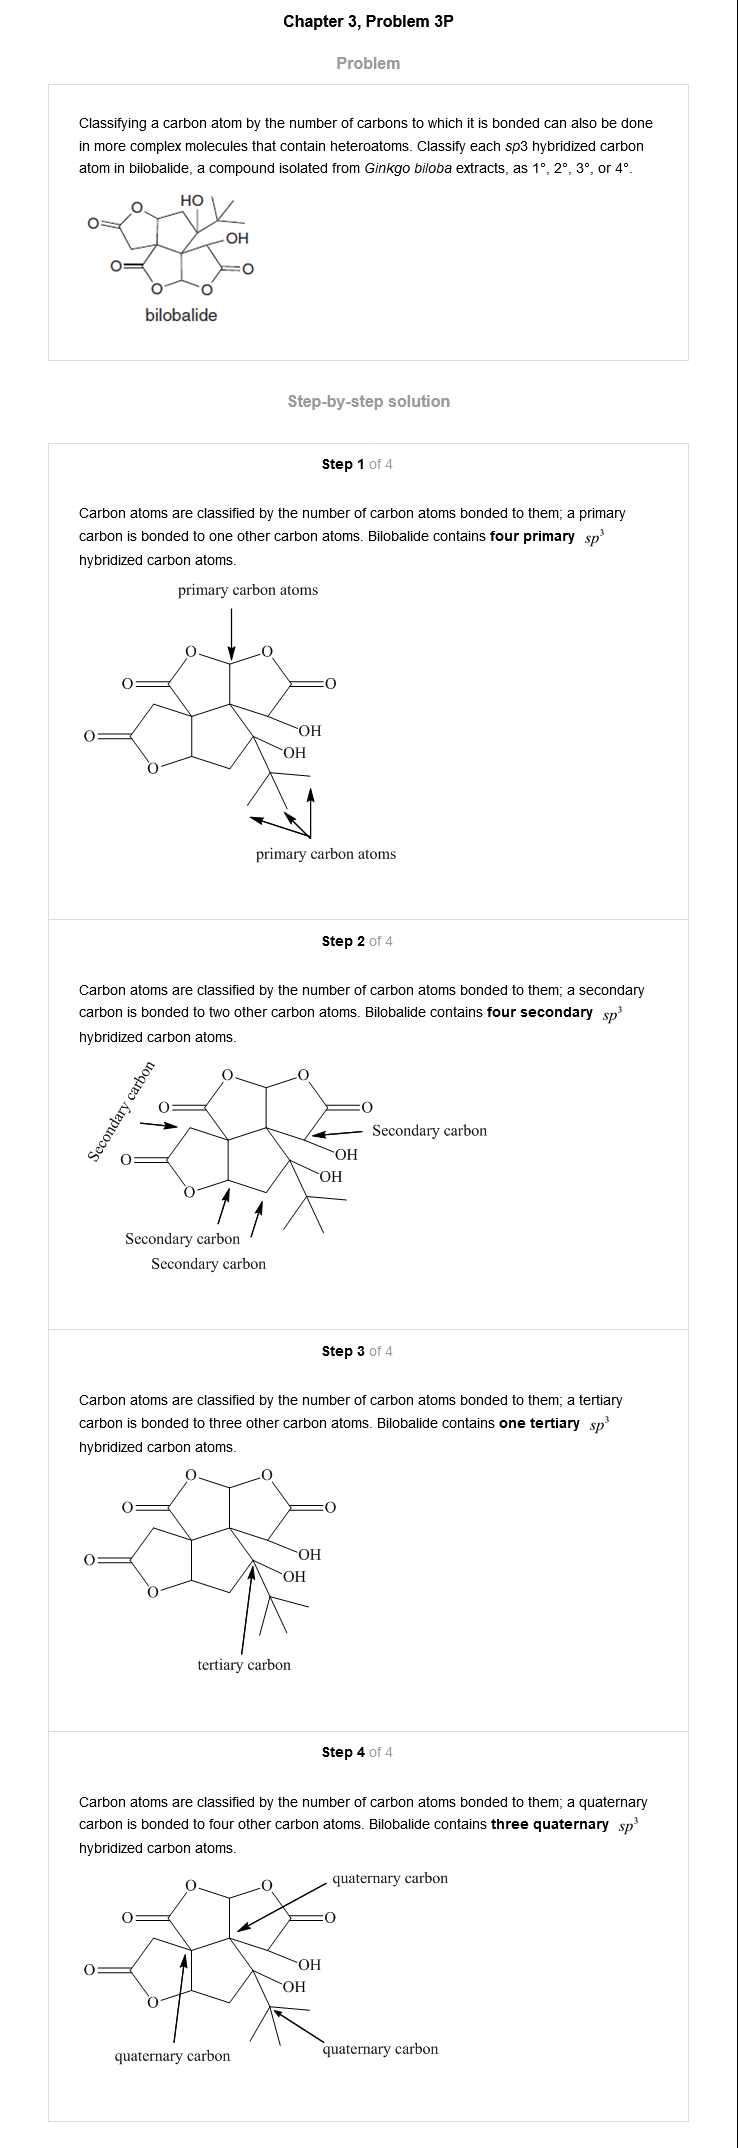 Chapter 3, Problem 3P
Problem
Classifying a carbon atom by the number of carbons to which it is bonded can also be done
in more complex molecules that contain heteroatoms. Classify each sp3 hybridized carbon
atom in bilobalide, a compound isolated from Ginkgo biloba extracts, as 1°, 2°, 3°, or 4°.
HO
O
O
OH
O
O
O
O
bilobalide
Step-by-step solution
Step 1 of 4
Carbon atoms are classified by the number of carbon atoms bonded to them; a primary
carbon is bonded to one other carbon atoms. Bilobalide contains four primary sp³
hybridized carbon atoms.
primary carbon atoms
O
O
O
O
OH
O
OH
O
primary carbon atoms
Step 2 of 4
Carbon atoms are classified by the number of carbon atoms bonded to them; a secondary
carbon is bonded to two other carbon atoms. Bilobalide contains four secondary sp³
hybridized carbon atoms.
Secondary carbon
O
O
O
O
Secondary carbon
O
OH
OH
O
Secondary carbon
Secondary carbon
Step 3 of 4
Carbon atoms are classified by the number of carbon atoms bonded to them; a tertiary
carbon is bonded to three other carbon atoms. Bilobalide contains one tertiary sp³
hybridized carbon atoms.
O
O
O
O
OH
O
OH
O
tertiary carbon
Step 4 of 4
Carbon atoms are classified by the number of carbon atoms bonded to them; a quaternary
carbon is bonded to four other carbon atoms. Bilobalide contains three quaternary sp³
hybridized carbon atoms.
quaternary carbon
O
O
O
O
OH
O
OH
O
quaternary carbon
quaternary carbon